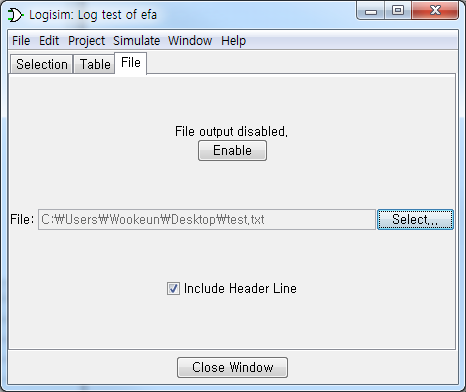 Logisim: Log test of efa
File Edit Project Simulate Window Help
Selection Table File
File output disabled.
Enable
File: C:₩Users₩Wookeun₩Desktop₩test.txt Select...
Include Header Line
Close Window